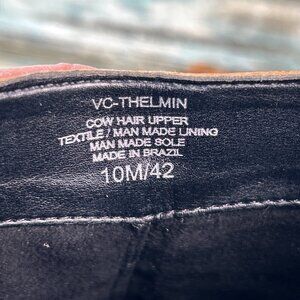 VC-THELMIN
COW HAIR UPPER
TEXTILE / MAN MADE LINING
MAN MADE SOLE
MADE IN BRAZIL
10M/42